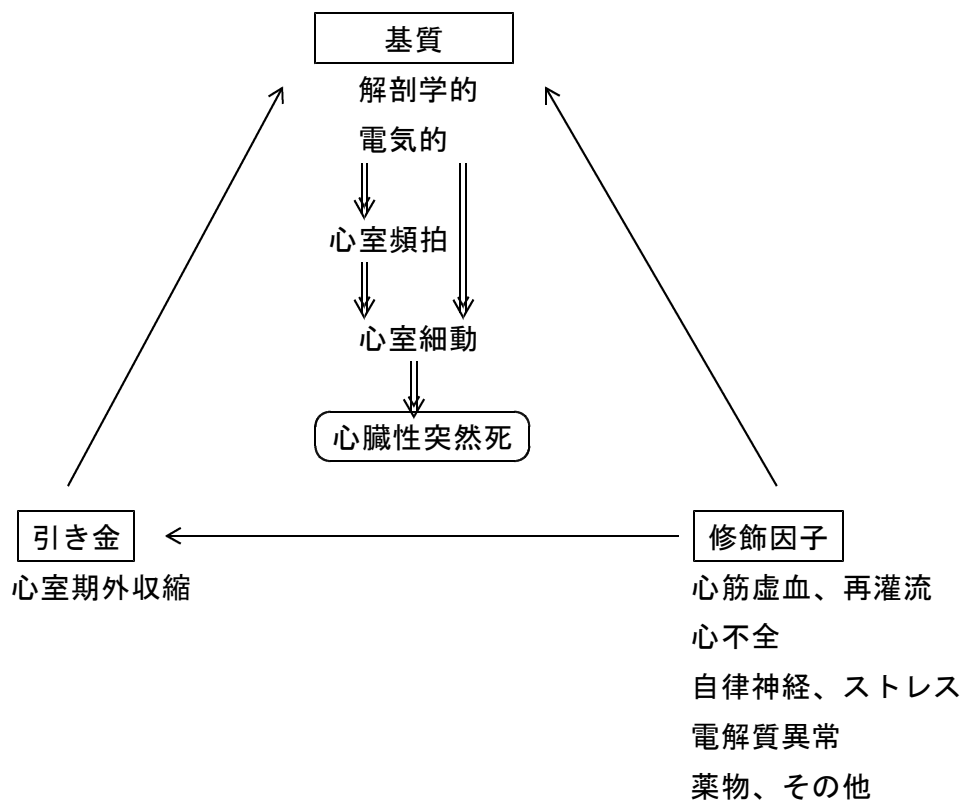 基質
解剖学的
電気的
心室頻拍
心室細動
心臓性突然死
引き金
心室期外収縮
修飾因子
心筋虚血、再灌流
心不全
自律神経、ストレス
電解質異常
薬物、その他